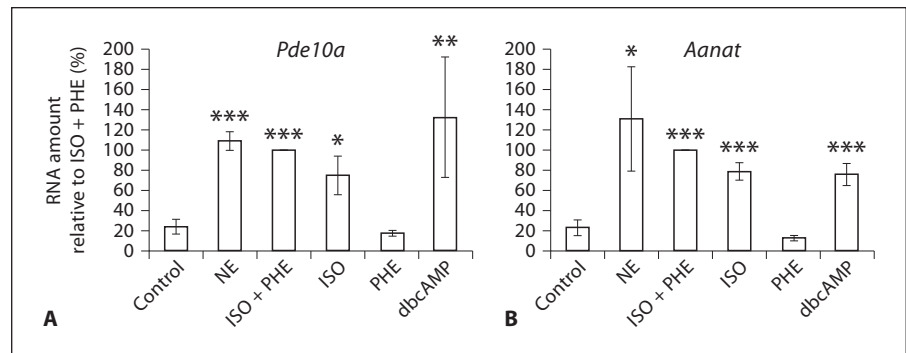 RNA amount
relative to ISO + PHE (%)
Pde10a
200
180
160
140
120
100
80
60
40
20
0
***
***
*
**
Control
NE
ISO + PHE
ISO
PHE
dbcAMP
A
Aanat
200
180
160
140
120
100
80
60
40
20
0
*
***
***
***
Control
NE
ISO + PHE
ISO
PHE
dbcAMP
B